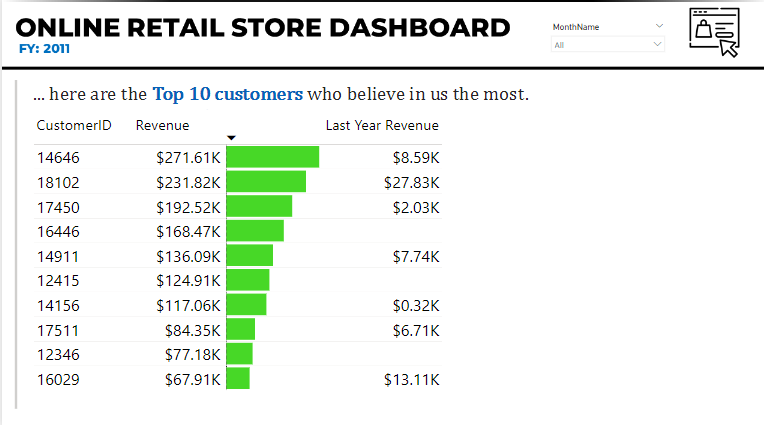 ONLINE RETAIL STORE DASHBOARD
FY: 2011
MonthName
All
... here are the Top 10 customers who believe in us the most.
CustomerID Revenue Last Year Revenue
14646 $271.61K $8.59K
18102 $231.82K $27.83K
17450 $192.52K $2.03K
16446 $168.47K
14911 $136.09K $7.74K
12415 $124.91K
14156 $117.06K $0.32K
17511 $84.35K $6.71K
12346 $77.18K
16029 $67.91K $13.11K